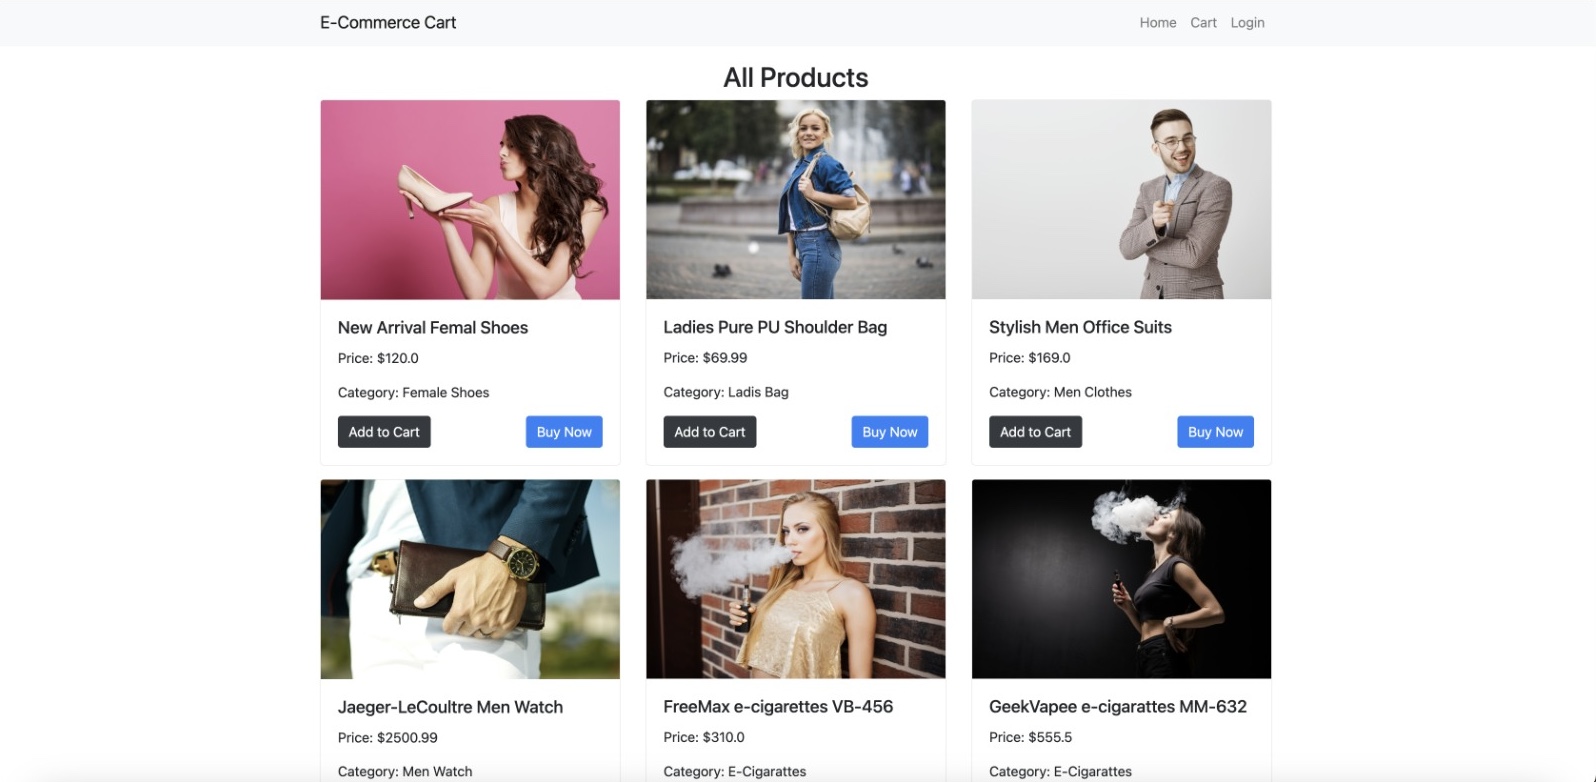 E-Commerce Cart
Home Cart Login
All Products
New Arrival Femal Shoes
Price: $120.0
Category: Female Shoes
Add to Cart Buy Now
Ladies Pure PU Shoulder Bag
Price: $69.99
Category: Ladis Bag
Add to Cart Buy Now
Stylish Men Office Suits
Price: $169.0
Category: Men Clothes
Add to Cart Buy Now
Jaeger-LeCoultre Men Watch
Price: $2500.99
Category: Men Watch
FreeMax e-cigarettes VB-456
Price: $310.0
Category: E-Cigarattes
GeekVapee e-cigarattes MM-632
Price: $555.5
Category: E-Cigarattes